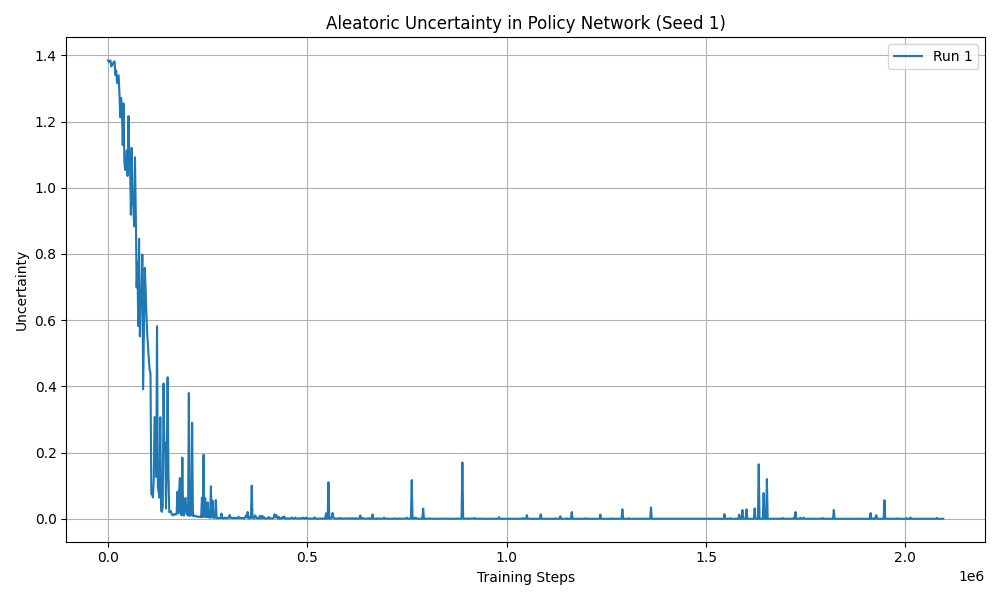 Aleatoric Uncertainty in Policy Network (Seed 1)
Run 1
Uncertainty
1.4
1.2
1.0
0.8
0.6
0.4
0.2
0.0
0.0 0.5 1.0 1.5 2.0
1e6
Training Steps